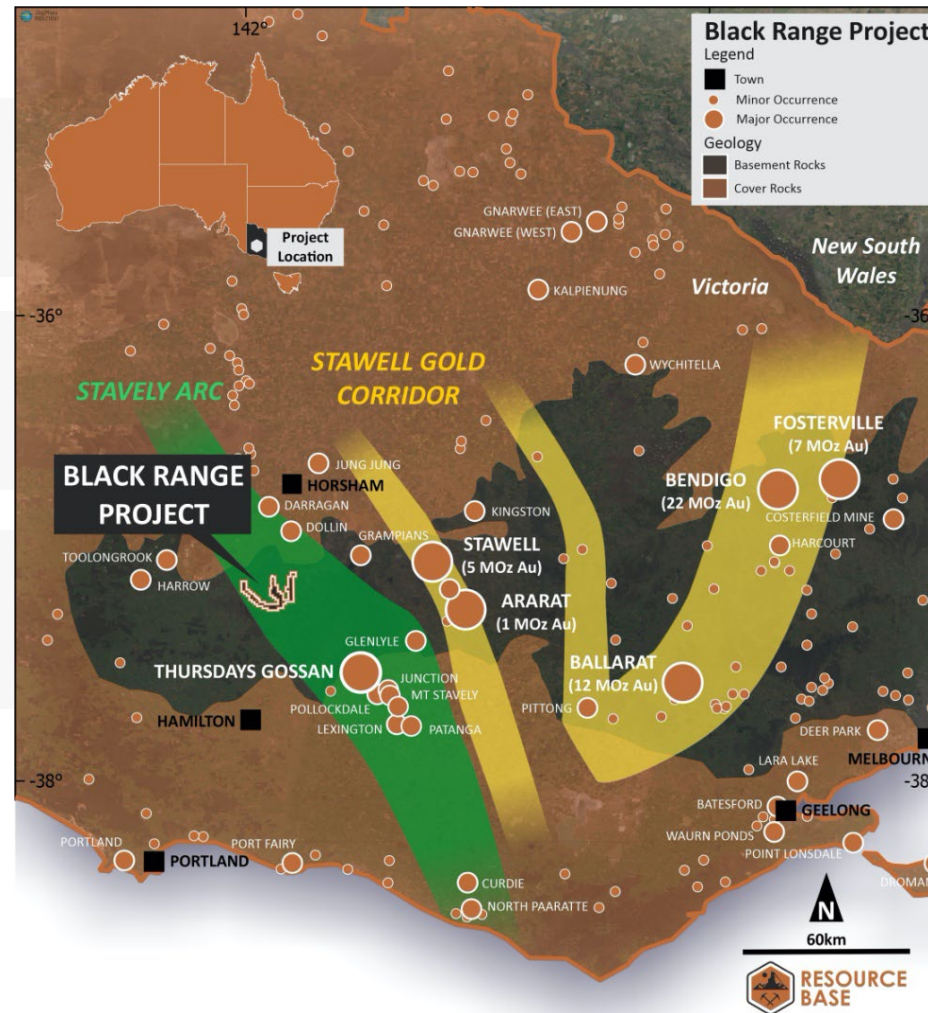 142°
Black Range Project
Legend
Town
Minor Occurrence
Major Occurrence
Geology
Basement Rocks
Cover Rocks
Project
Location
GNARWEE (EAST)
GNARWEE (WEST)
KALPIENUNG
New South
Wales
Victoria
-36°
-36
STAVELY ARC
STAWELL GOLD
CORRIDOR
WYCHITELLA
FOSTERVILLE
(7 MOz Au)
BENDIGO
(22 MOz Au)
COSTERFIELD MINE
HARCOURT
BLACK RANGE
PROJECT
JUNG JUNG
HORSHAM
DARRAGAN
DOLLIN
KINGSTON
GRAMPIANS
STAWELL
(5 MOz Au)
TOOLONGROOK
HARROW
ARARAT
(1 MOz Au)
GLENLYLE
THURSDAYS GOSSAN
JUNCTION
MT STAVELY
POLLOCKDALE
LEXINGTON
PATANGA
HAMILTON
BALLARAT
(12 MOz Au)
PITTONG
DEER PARK
MELBOURN
-38°
-38
LARA LAKE
BATESFORD
GEELONG
WAURN PONDS
POINT LONSDALE
PORTLAND
PORTLAND
PORT FAIRY
CURDIE
NORTH PAARATTE
DROMAN
N
60km
RESOURCE
BASE